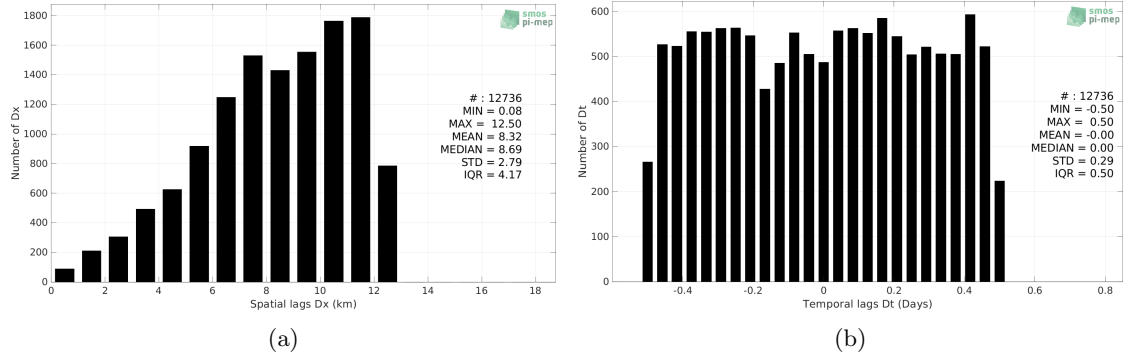 smos
pi-mep
1800
1600
1400
1200
1000
800
600
400
200
0
Number of Dx
# : 12736
MIN = 0.08
MAX = 12.50
MEAN = 8.32
MEDIAN = 8.69
STD = 2.79
IQR = 4.17
0 2 4 6 8 10 12 14 16 18
Spatial lags Dx (km)
(a)
smos
pi-mep
600
500
400
300
200
100
0
Number of Dt
# : 12736
MIN = -0.50
MAX = 0.50
MEAN = -0.00
MEDIAN = 0.00
STD = 0.29
IQR = 0.50
-0.4 -0.2 0 0.2 0.4 0.6 0.8
Temporal lags Dt (Days)
(b)